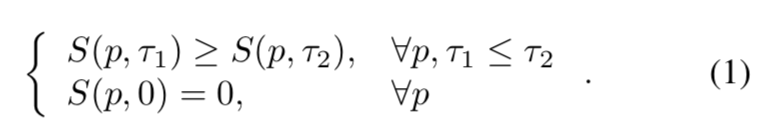 S(p, τ₁) ≥ S(p, τ₂), ∀p, τ₁ ≤ τ₂
S(p, 0) = 0, ∀p . (1)